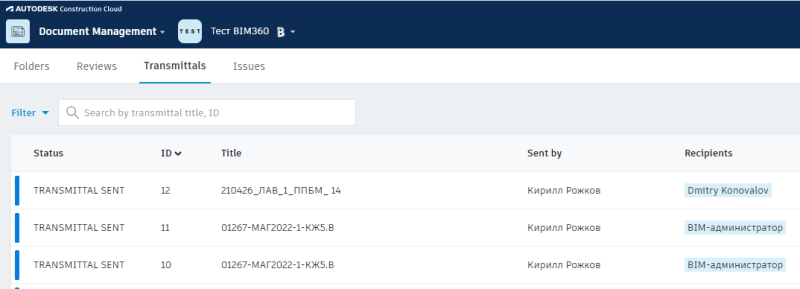 AUTODESK Construction Cloud
Document Management TEST Тест BIM360 B
Folders Reviews Transmittals Issues
Filter Search by transmittal title, ID
Status ID Title Sent by Recipients
TRANSMITTAL SENT 12 210426_ЛАВ_1_ППБМ_ 14 Кирилл Рожков Dmitry Konovalov
TRANSMITTAL SENT 11 01267-МАГ2022-1-КЖ5.В Кирилл Рожков BIM-администратор
TRANSMITTAL SENT 10 01267-МАГ2022-1-КЖ5.В Кирилл Рожков BIM-администратор